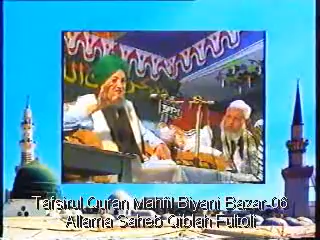 Tafsirul Quran Mahfil Biyani Bazar-06
Allama Saheb Qiblah Fultoli